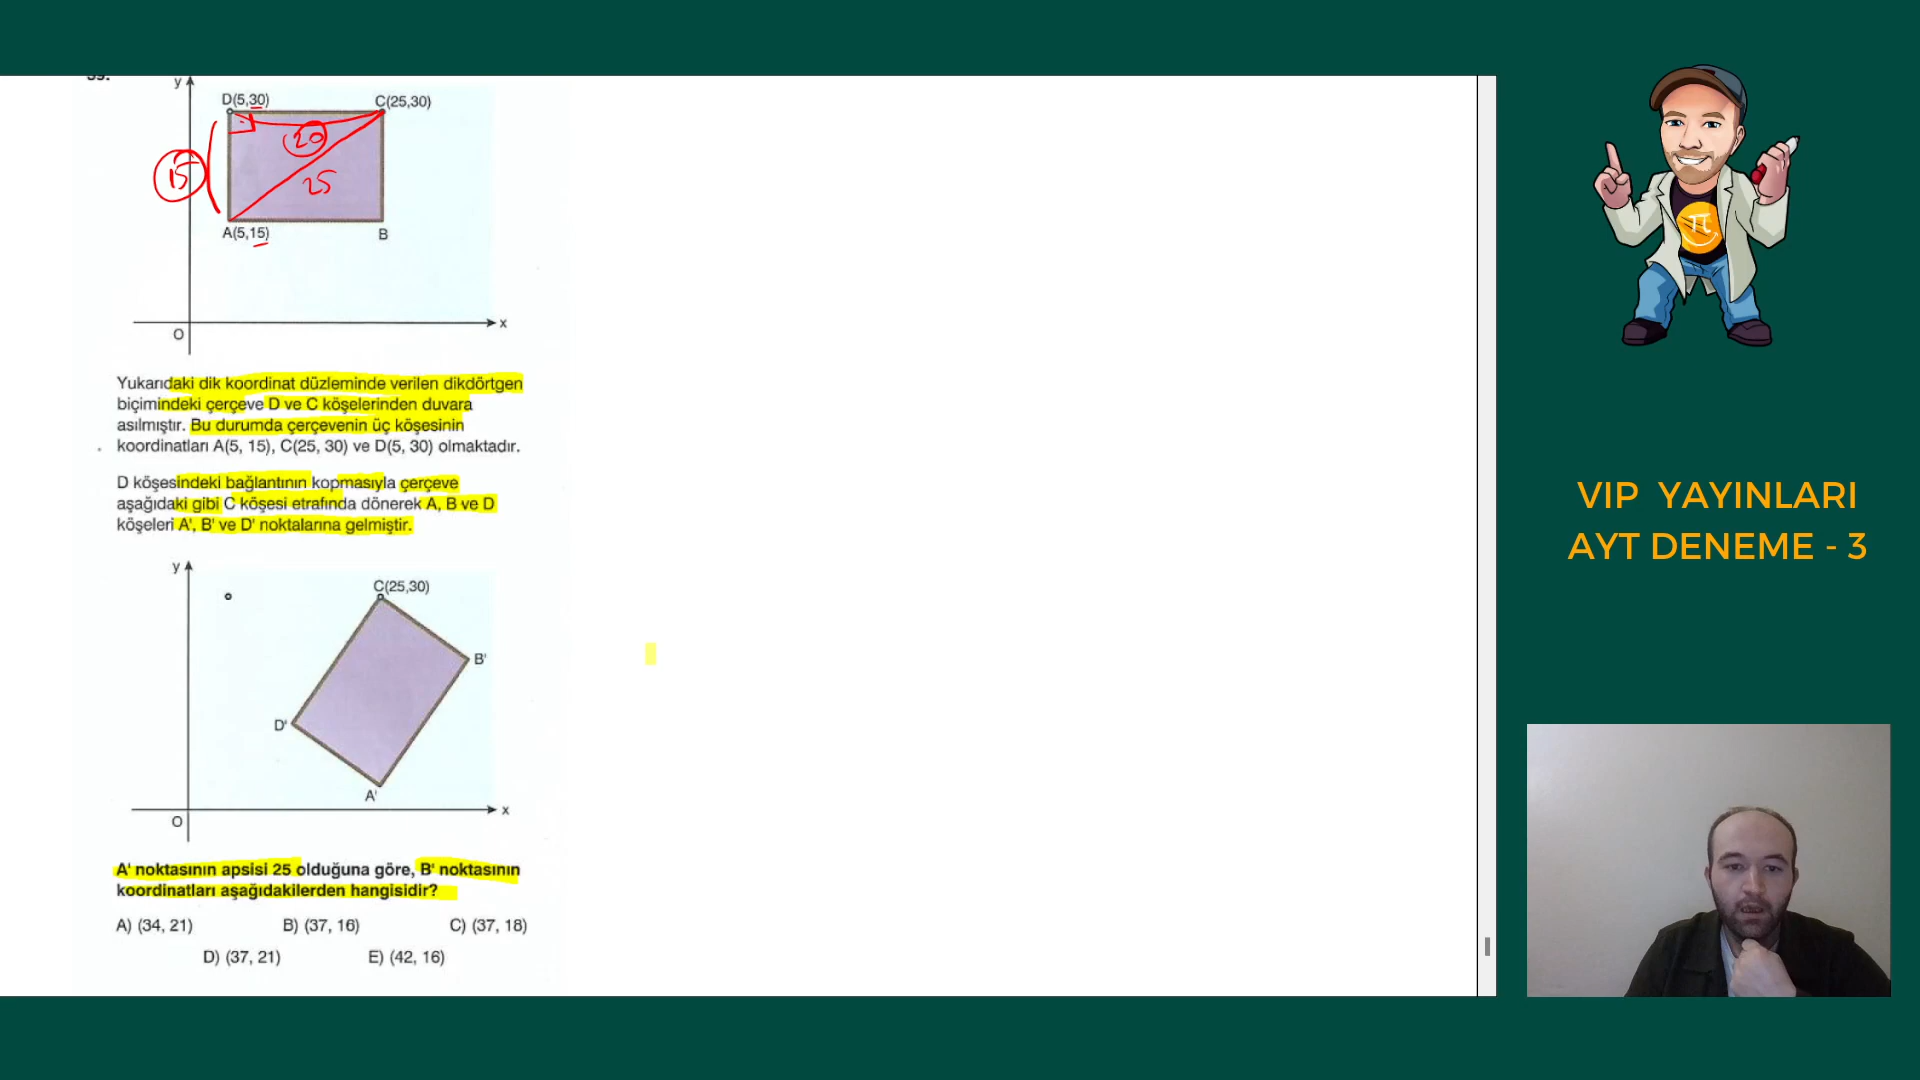 39.
y
D(5,30)
C(25,30)
20
15
25
A(5,15)
B
x
O
Yukarıdaki dik koordinat düzleminde verilen dikdörtgen
biçimindeki çerçeve D ve C köşelerinden duvara
asılmıştır. Bu durumda çerçevenin üç köşesinin
koordinatları A(5, 15), C(25, 30) ve D(5, 30) olmaktadır.
D köşesindeki bağlantının kopmasıyla çerçeve
aşağıdaki gibi C köşesi etrafında dönerek A, B ve D
köşeleri A', B' ve D' noktalarına gelmiştir.
y
C(25,30)
B'
D'
A'
x
O
A' noktasının apsisi 25 olduğuna göre, B' noktasının
koordinatları aşağıdakilerden hangisidir?
A) (34, 21) B) (37, 16) C) (37, 18)
D) (37, 21) E) (42, 16)
π
VIP YAYINLARI
AYT DENEME - 3